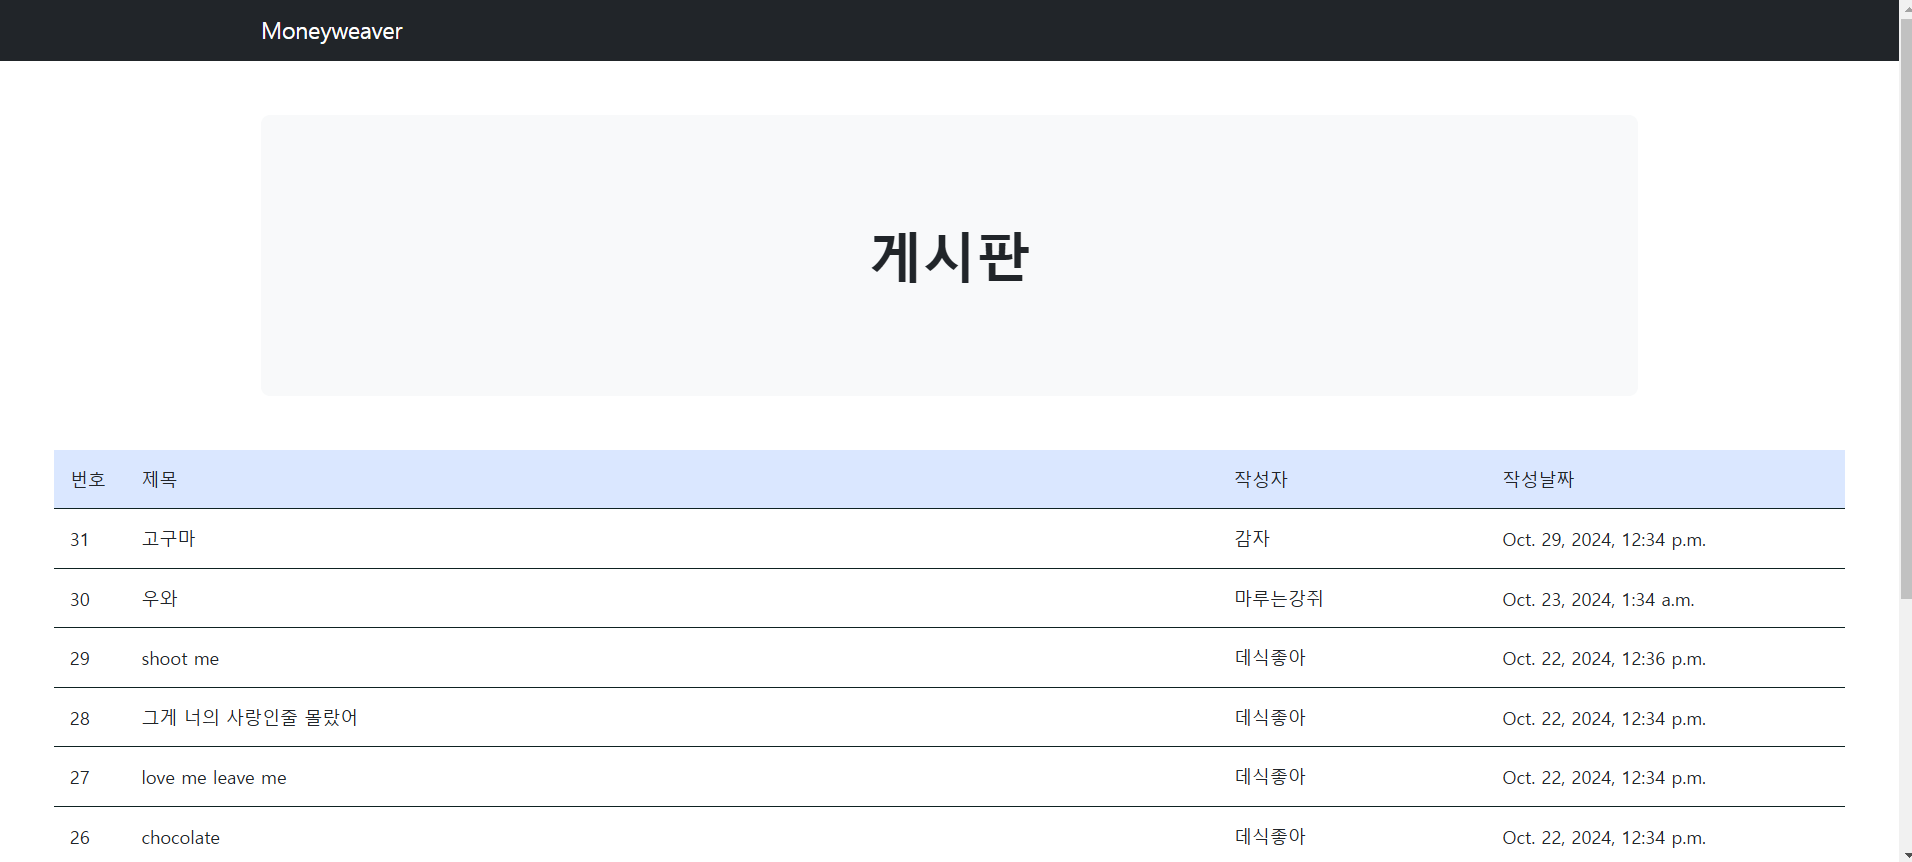 Moneyweaver
게시판
번호 제목 작성자 작성날짜
31 고구마 감자 Oct. 29, 2024, 12:34 p.m.
30 우와 마루는강쥐 Oct. 23, 2024, 1:34 a.m.
29 shoot me 데식좋아 Oct. 22, 2024, 12:36 p.m.
28 그게 너의 사랑인줄 몰랐어 데식좋아 Oct. 22, 2024, 12:34 p.m.
27 love me leave me 데식좋아 Oct. 22, 2024, 12:34 p.m.
26 chocolate 데식좋아 Oct. 22, 2024, 12:34 p.m.